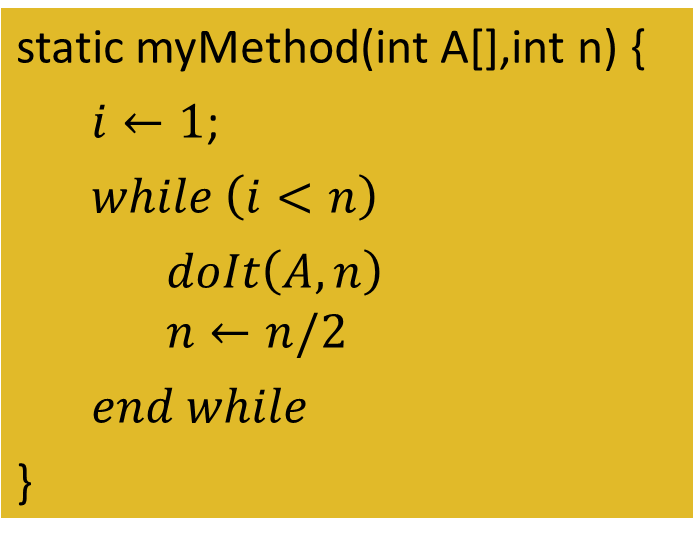 static myMethod(int A[],int n) {
i ← 1;
while (i < n)
doIt(A, n)
n ← n/2
end while
}